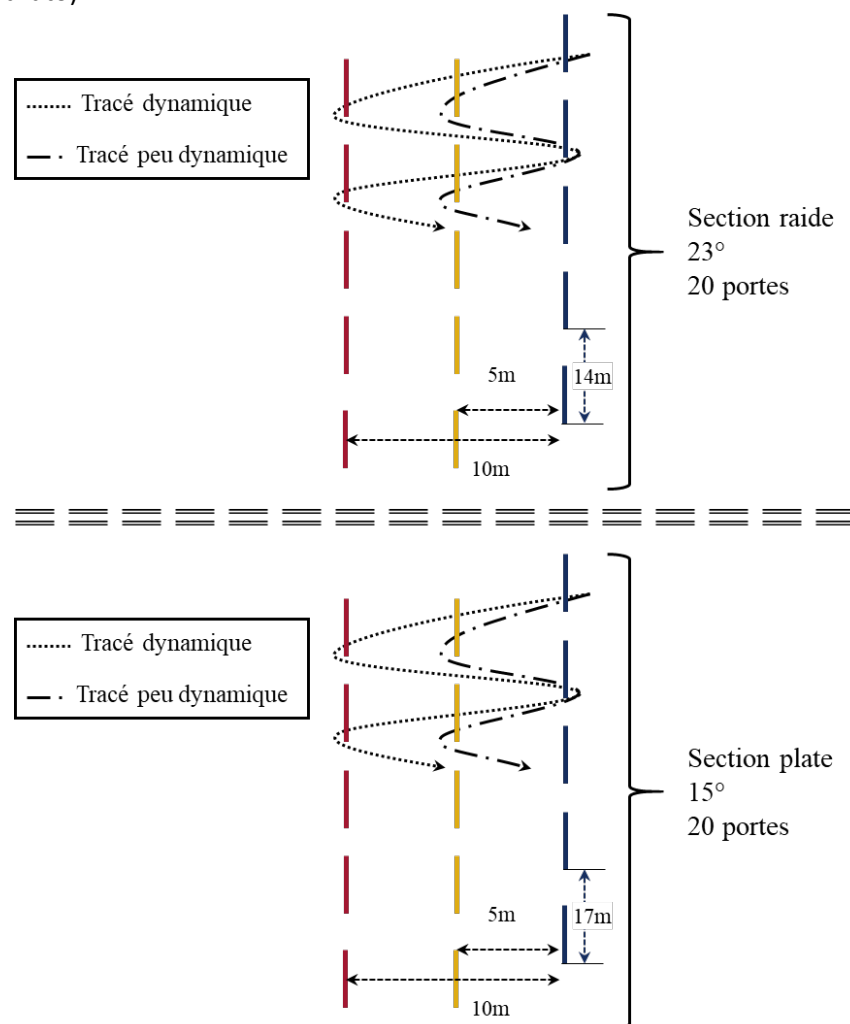 Tracé dynamique
Tracé peu dynamique
Section raide
23°
20 portes
5m
14m
10m
Tracé dynamique
Tracé peu dynamique
Section plate
15°
20 portes
5m
17m
10m